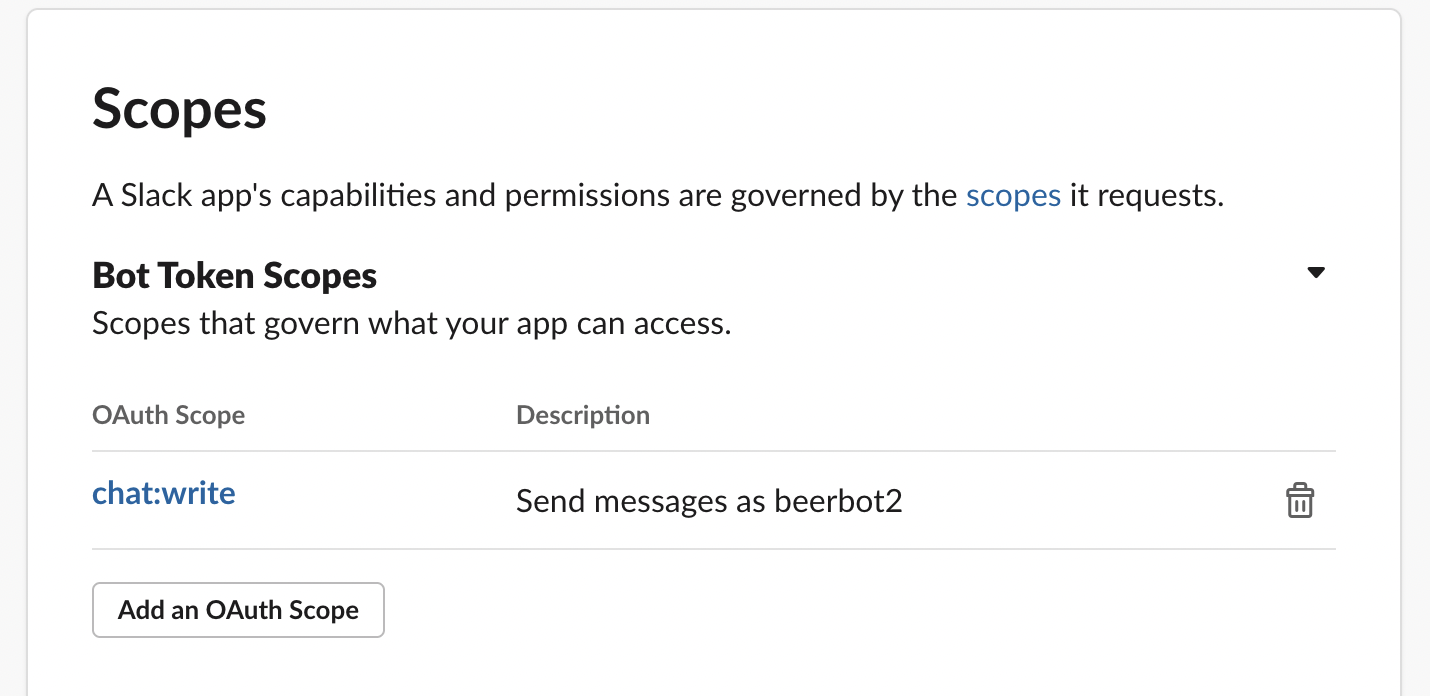 Scopes
A Slack app's capabilities and permissions are governed by the scopes it requests.
Bot Token Scopes
Scopes that govern what your app can access.
OAuth Scope Description
chat:write Send messages as beerbot2
Add an OAuth Scope